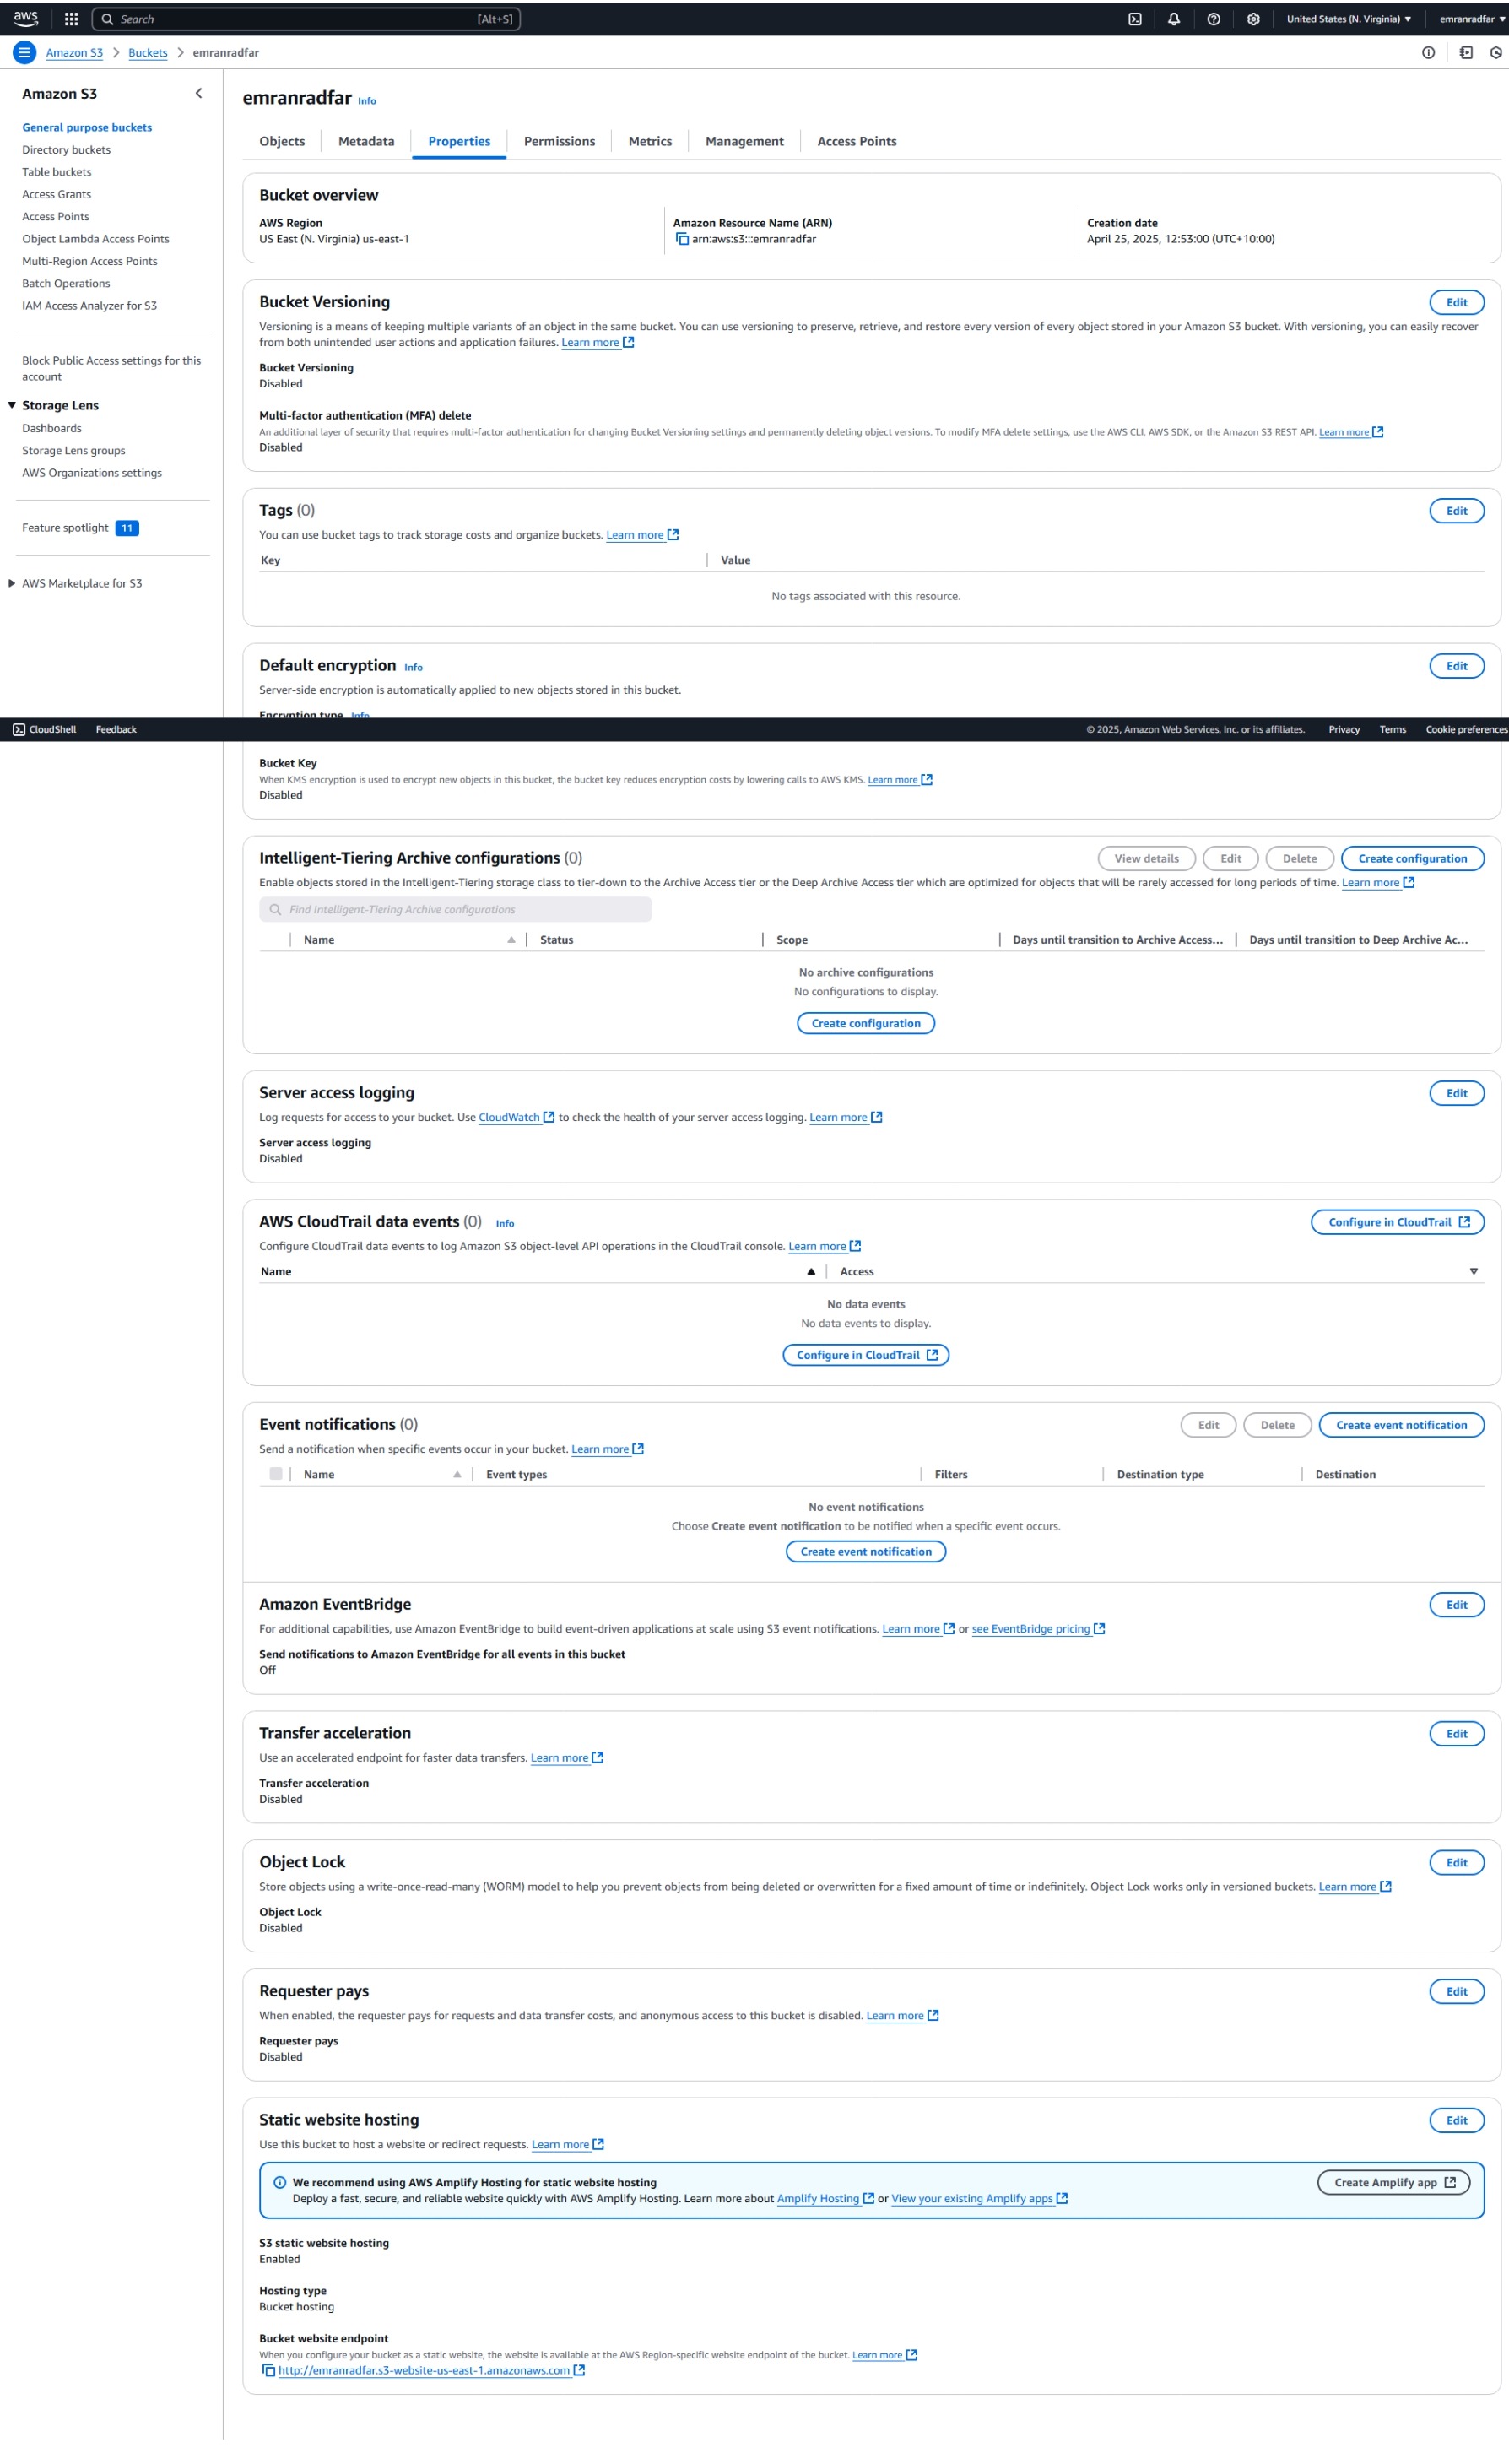 aws Search [Alt+S] United States (N. Virginia) emranradfar
Amazon S3 > Buckets > emranradfar
Amazon S3
General purpose buckets
Directory buckets
Table buckets
Access Grants
Access Points
Object Lambda Access Points
Multi-Region Access Points
Batch Operations
IAM Access Analyzer for S3
Block Public Access settings for this
account
Storage Lens
Dashboards
Storage Lens groups
AWS Organizations settings
Feature spotlight 11
AWS Marketplace for S3
emranradfar Info
Objects Metadata Properties Permissions Metrics Management Access Points
Bucket overview
AWS Region
US East (N. Virginia) us-east-1
Amazon Resource Name (ARN)
arn:aws:s3:::emranradfar
Creation date
April 25, 2025, 12:53:00 (UTC+10:00)
Bucket Versioning Edit
Versioning is a means of keeping multiple variants of an object in the same bucket. You can use versioning to preserve, retrieve, and restore every version of every object stored in your Amazon S3 bucket. With versioning, you can easily recover
from both unintended user actions and application failures. Learn more
Bucket Versioning
Disabled
Multi-factor authentication (MFA) delete
An additional layer of security that requires multi-factor authentication for changing Bucket Versioning settings and permanently deleting object versions. To modify MFA delete settings, use the AWS CLI, AWS SDK, or the Amazon S3 REST API. Learn more
Disabled
Tags (0) Edit
You can use bucket tags to track storage costs and organize buckets. Learn more
Key Value
No tags associated with this resource.
Default encryption Info Edit
Server-side encryption is automatically applied to new objects stored in this bucket.
Encryption type Info
CloudShell Feedback © 2025, Amazon Web Services, Inc. or its affiliates. Privacy Terms Cookie preferences
Bucket Key
When KMS encryption is used to encrypt new objects in this bucket, the bucket key reduces encryption costs by lowering calls to AWS KMS. Learn more
Disabled
Intelligent-Tiering Archive configurations (0) View details Edit Delete Create configuration
Enable objects stored in the Intelligent-Tiering storage class to tier-down to the Archive Access tier or the Deep Archive Access tier which are optimized for objects that will be rarely accessed for long periods of time. Learn more
Find Intelligent-Tiering Archive configurations
Name Status Scope Days until transition to Archive Access... Days until transition to Deep Archive Ac...
No archive configurations
No configurations to display.
Create configuration
Server access logging Edit
Log requests for access to your bucket. Use CloudWatch to check the health of your server access logging. Learn more
Server access logging
Disabled
AWS CloudTrail data events (0) Info Configure in CloudTrail
Configure CloudTrail data events to log Amazon S3 object-level API operations in the CloudTrail console. Learn more
Name Access
No data events
No data events to display.
Configure in CloudTrail
Event notifications (0) Edit Delete Create event notification
Send a notification when specific events occur in your bucket. Learn more
Name Event types Filters Destination type Destination
No event notifications
Choose Create event notification to be notified when a specific event occurs.
Create event notification
Amazon EventBridge Edit
For additional capabilities, use Amazon EventBridge to build event-driven applications at scale using S3 event notifications. Learn more or see EventBridge pricing
Send notifications to Amazon EventBridge for all events in this bucket
Off
Transfer acceleration Edit
Use an accelerated endpoint for faster data transfers. Learn more
Transfer acceleration
Disabled
Object Lock Edit
Store objects using a write-once-read-many (WORM) model to help you prevent objects from being deleted or overwritten for a fixed amount of time or indefinitely. Object Lock works only in versioned buckets. Learn more
Object Lock
Disabled
Requester pays Edit
When enabled, the requester pays for requests and data transfer costs, and anonymous access to this bucket is disabled. Learn more
Requester pays
Disabled
Static website hosting Edit
Use this bucket to host a website or redirect requests. Learn more
We recommend using AWS Amplify Hosting for static website hosting Create Amplify app
Deploy a fast, secure, and reliable website quickly with AWS Amplify Hosting. Learn more about Amplify Hosting or View your existing Amplify apps
S3 static website hosting
Enabled
Hosting type
Bucket hosting
Bucket website endpoint
When you configure your bucket as a static website, the website is available at the AWS Region-specific website endpoint of the bucket. Learn more
http://emranradfar.s3-website-us-east-1.amazonaws.com